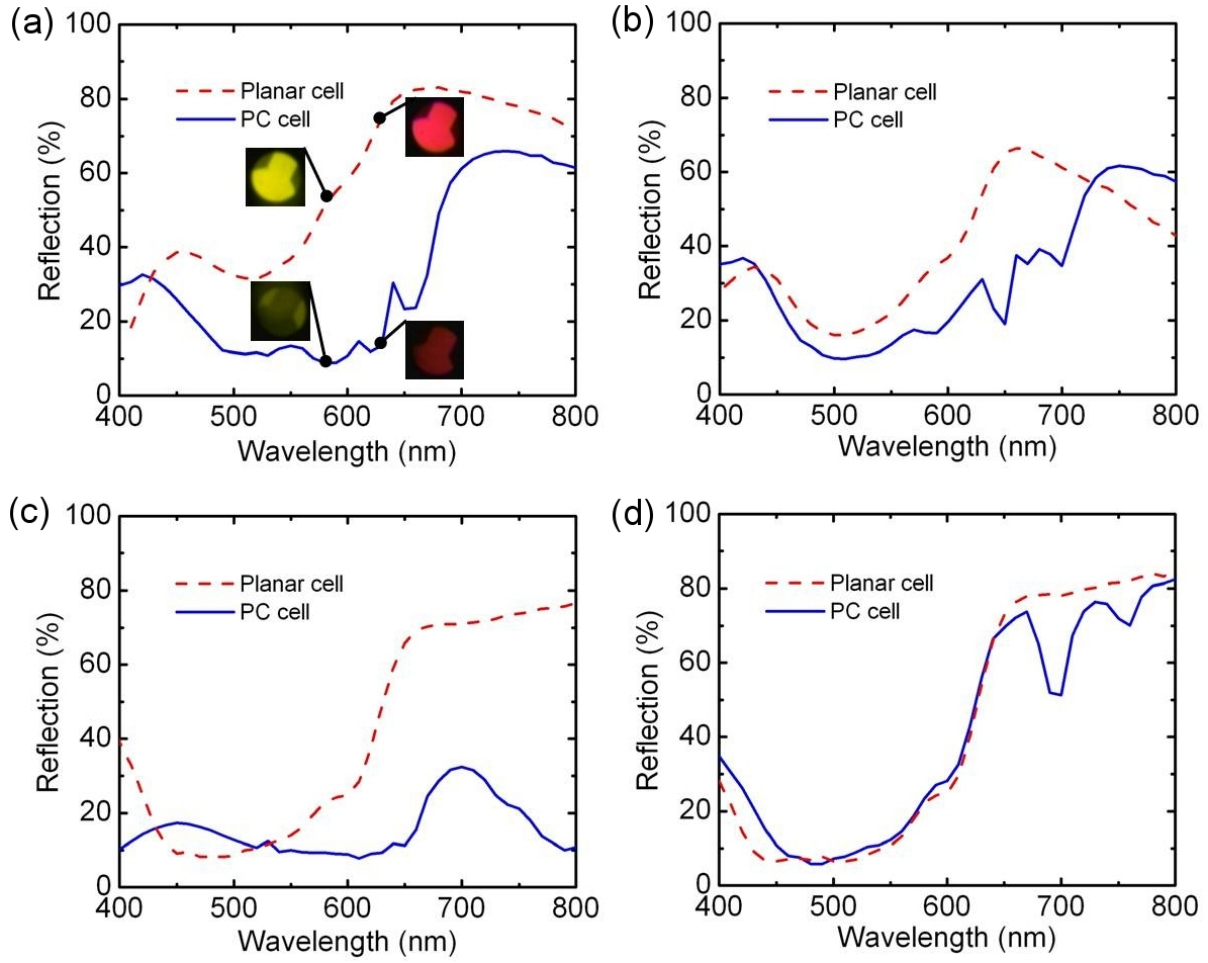 (a)
100
80
60
40
20
0
Reflection (%)
Planar cell
PC cell
400 500 600 700 800
Wavelength (nm)
(b)
100
80
60
40
20
0
Reflection (%)
Planar cell
PC cell
400 500 600 700 800
Wavelength (nm)
(c)
100
80
60
40
20
0
Reflection (%)
Planar cell
PC cell
400 500 600 700 800
Wavelength (nm)
(d)
100
80
60
40
20
0
Reflection (%)
Planar cell
PC cell
400 500 600 700 800
Wavelength (nm)